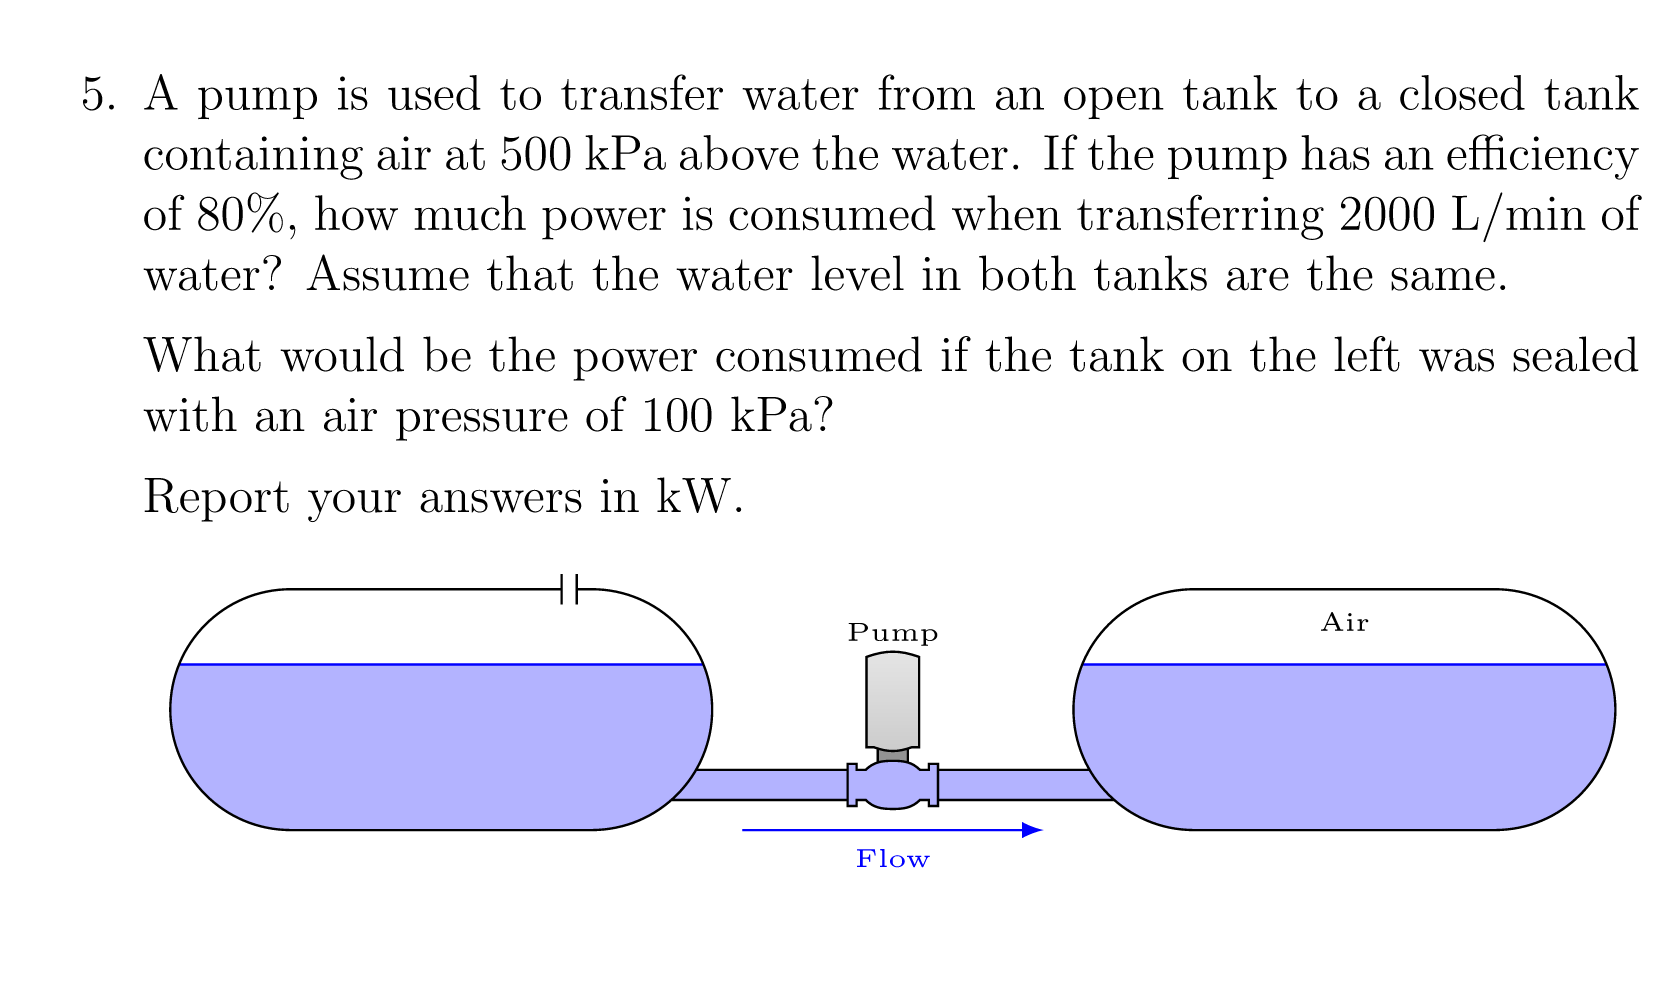 5. A pump is used to transfer water from an open tank to a closed tank
containing air at 500 kPa above the water. If the pump has an efficiency
of 80%, how much power is consumed when transferring 2000 L/min of
water? Assume that the water level in both tanks are the same.
What would be the power consumed if the tank on the left was sealed
with an air pressure of 100 kPa?
Report your answers in kW.
Air
Pump
Flow